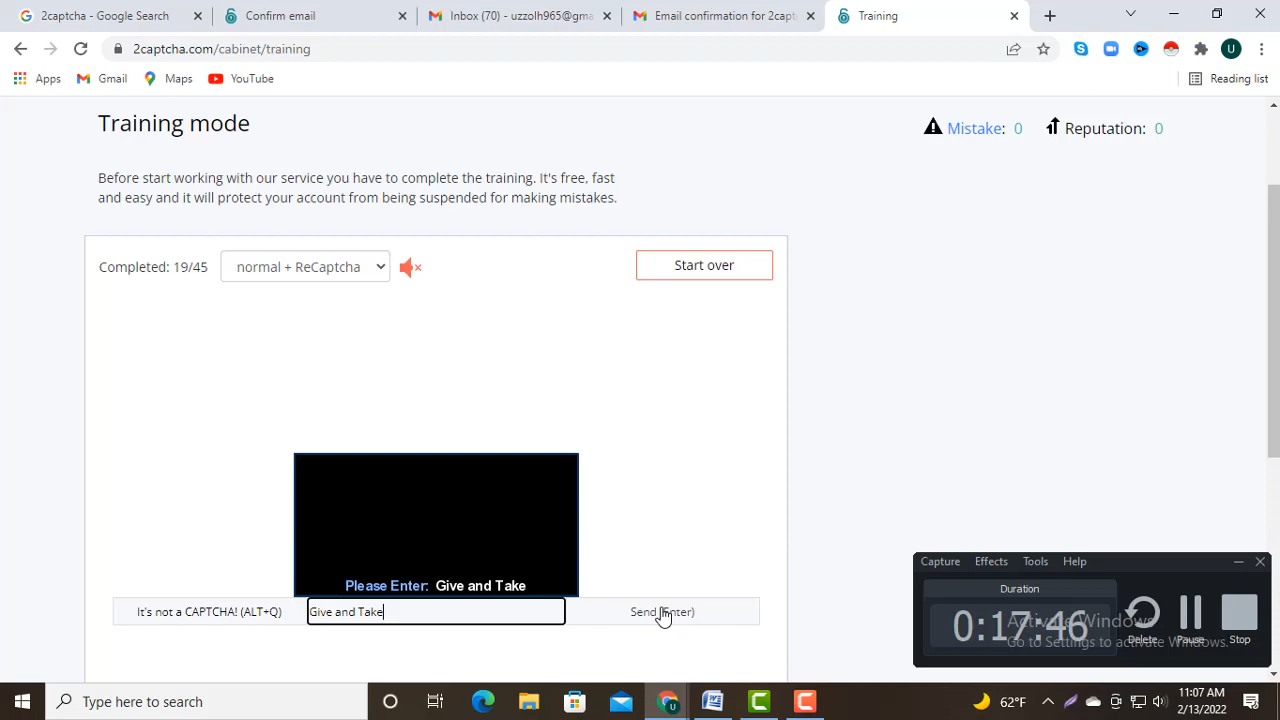 2captcha - Google Search
Confirm email
Inbox (70) - uzzolh965@gma
Email confirmation for 2capt
Training
2captcha.com/cabinet/training
U
Apps
Gmail
Maps
YouTube
Reading list
Training mode
Mistake: 0
Reputation: 0
Before start working with our service you have to complete the training. It's free, fast
and easy and it will protect your account from being suspended for making mistakes.
Completed: 19/45
normal + ReCaptcha
Start over
Please Enter: Give and Take
It's not a CAPTCHA! (ALT+Q)
Give and Take
Send (Enter)
Capture
Effects
Tools
Help
Duration
0:17:46
Delete
Pause
Stop
Activate Windows
Go to Settings to activate Windows.
Type here to search
62°F
11:07 AM
2/13/2022